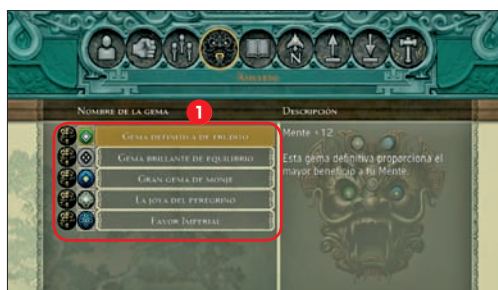 N
Amuleto
Nombre de la gema
1
Descripción
Gema definitiva de erudito
Mente +12
Gema brillante de equilibrio
Esta gema definitiva proporciona el
mayor beneficio a tu Mente.
Gran gema de monje
La joya del peregrino
Favor Imperial